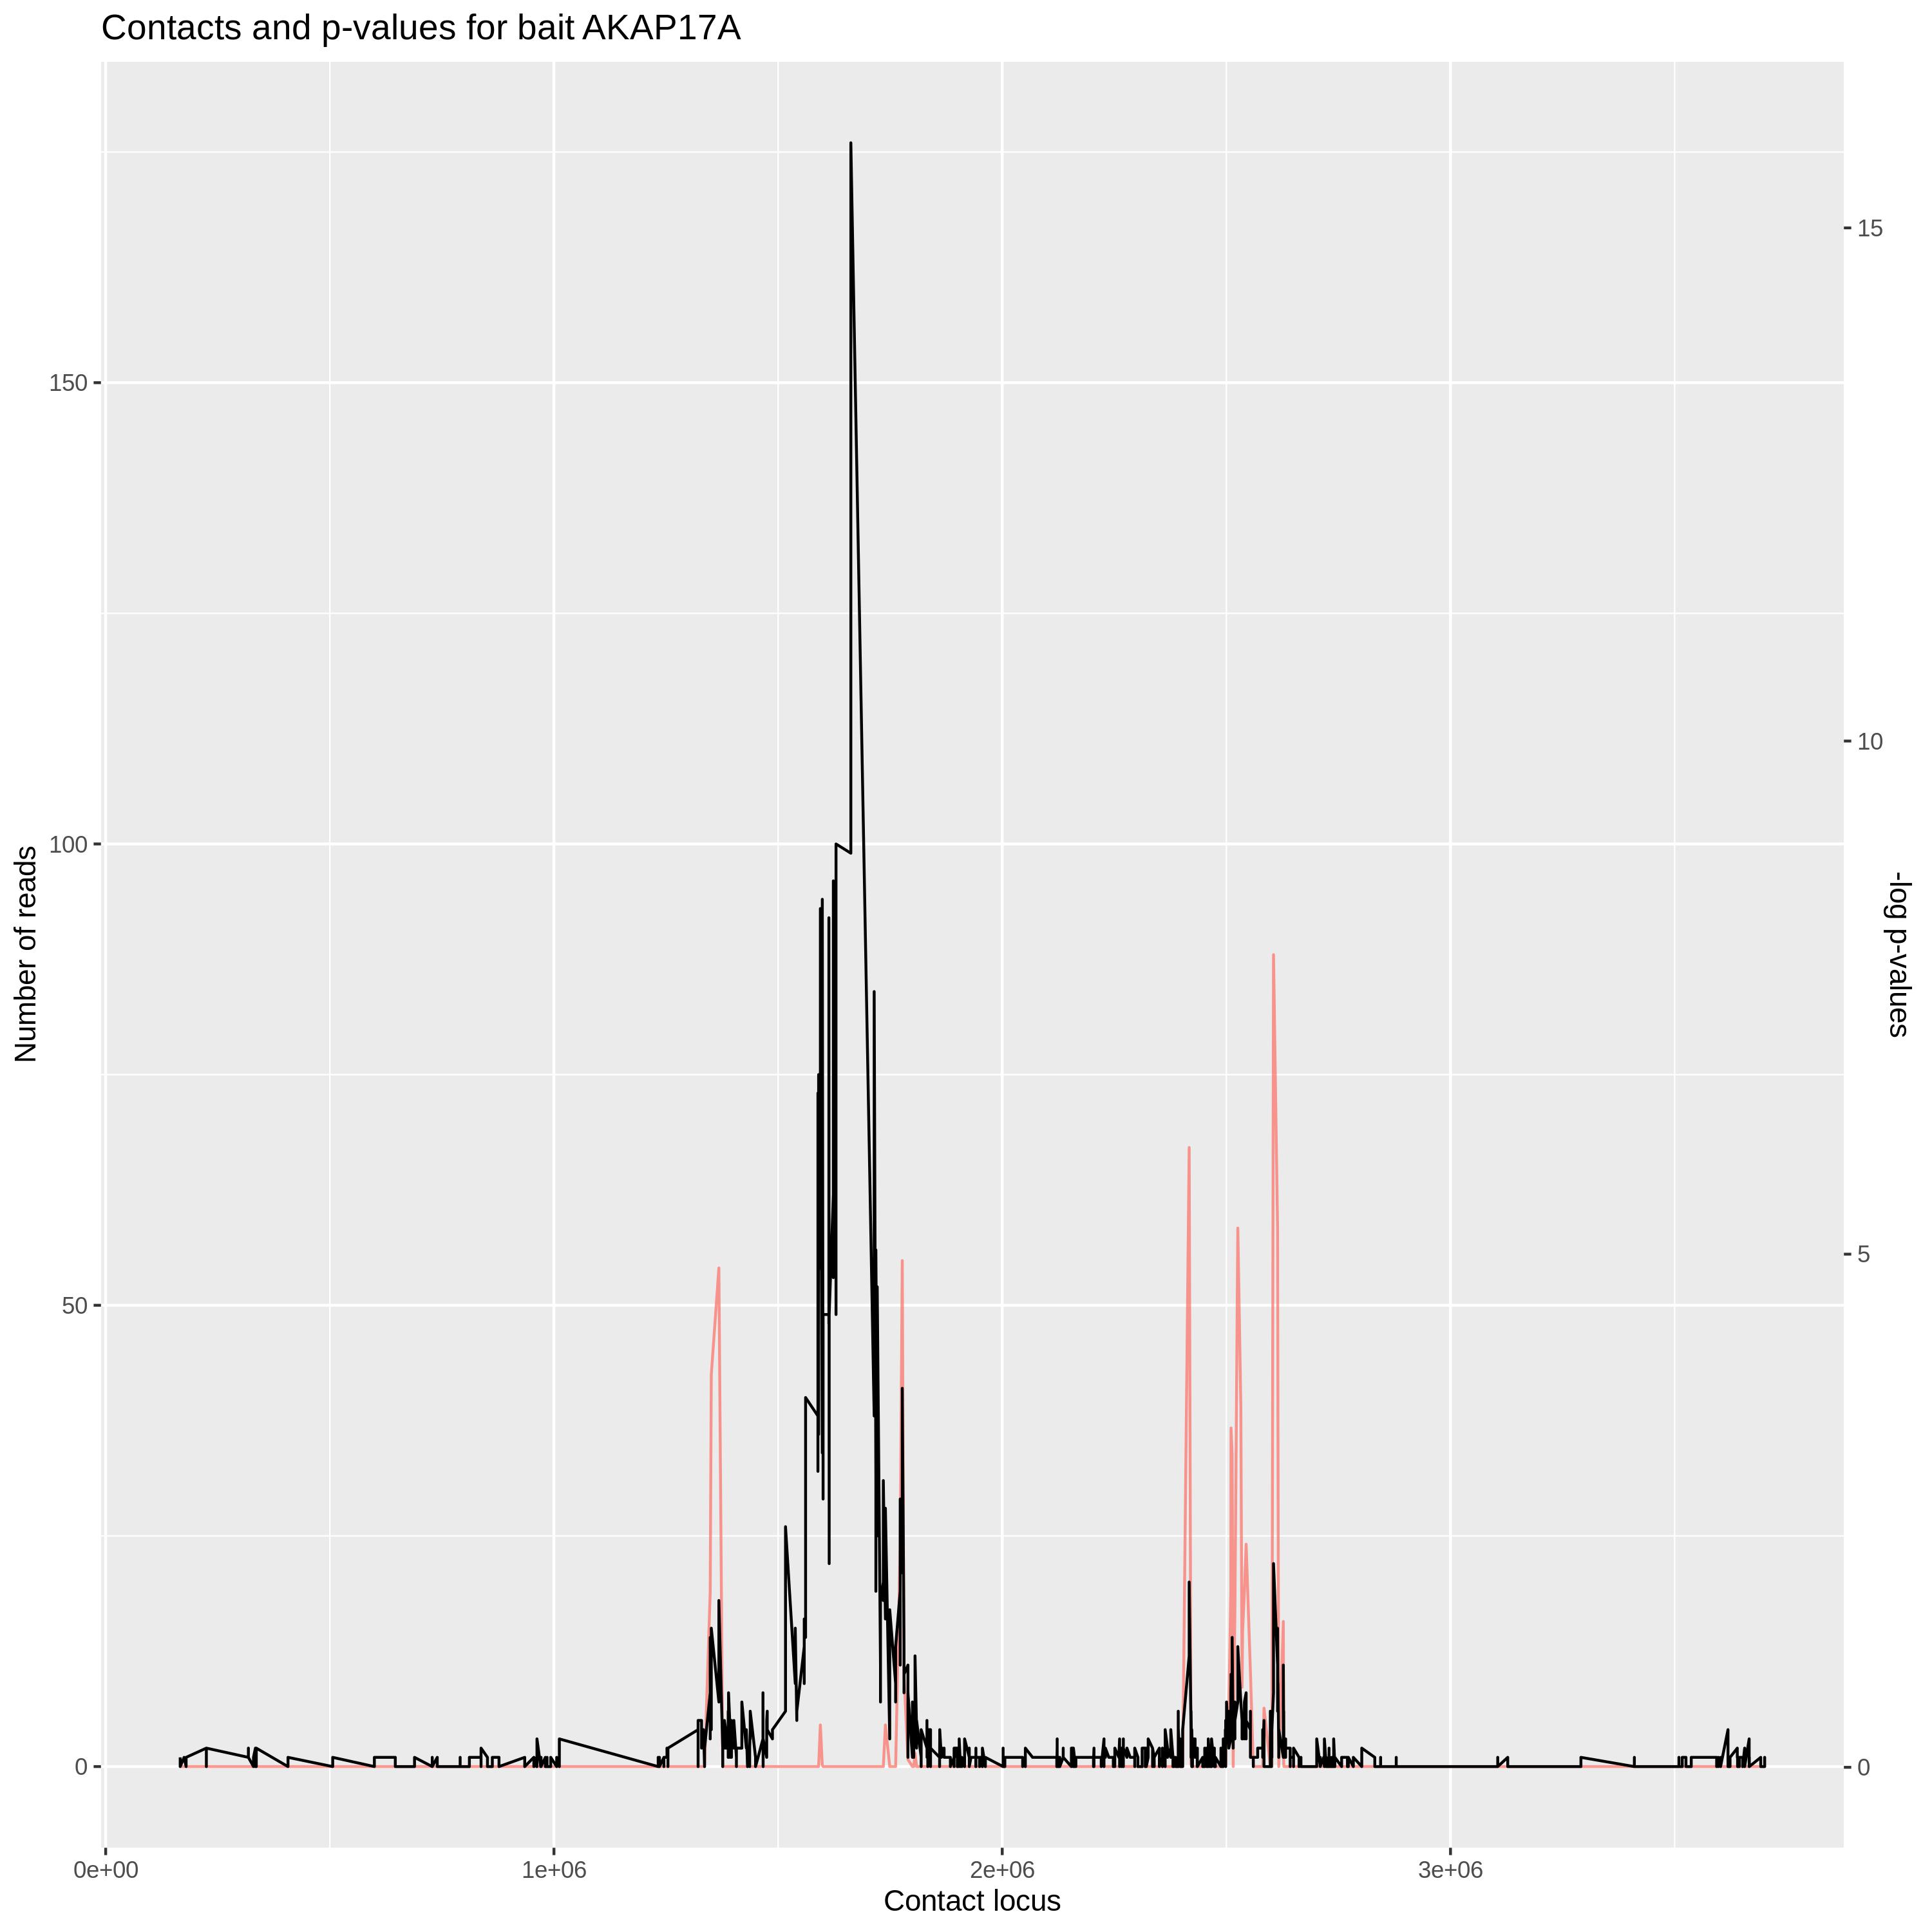 Contacts and p-values for bait AKAP17A
150
100
50
0
Number of reads
15
10
5
0
-log p-values
0e+00
1e+06
2e+06
3e+06
Contact locus